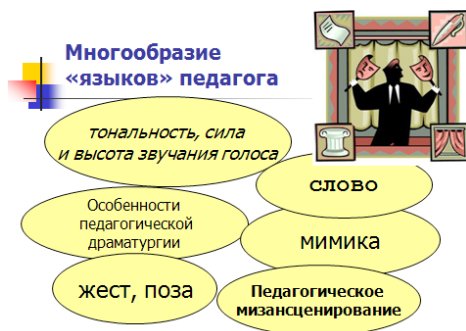 Многообразие
«языков» педагога
тональность, сила
и высота звучания голоса
слово
Особенности
педагогической
драматургии
мимика
жест, поза
Педагогическое
мизансценирование